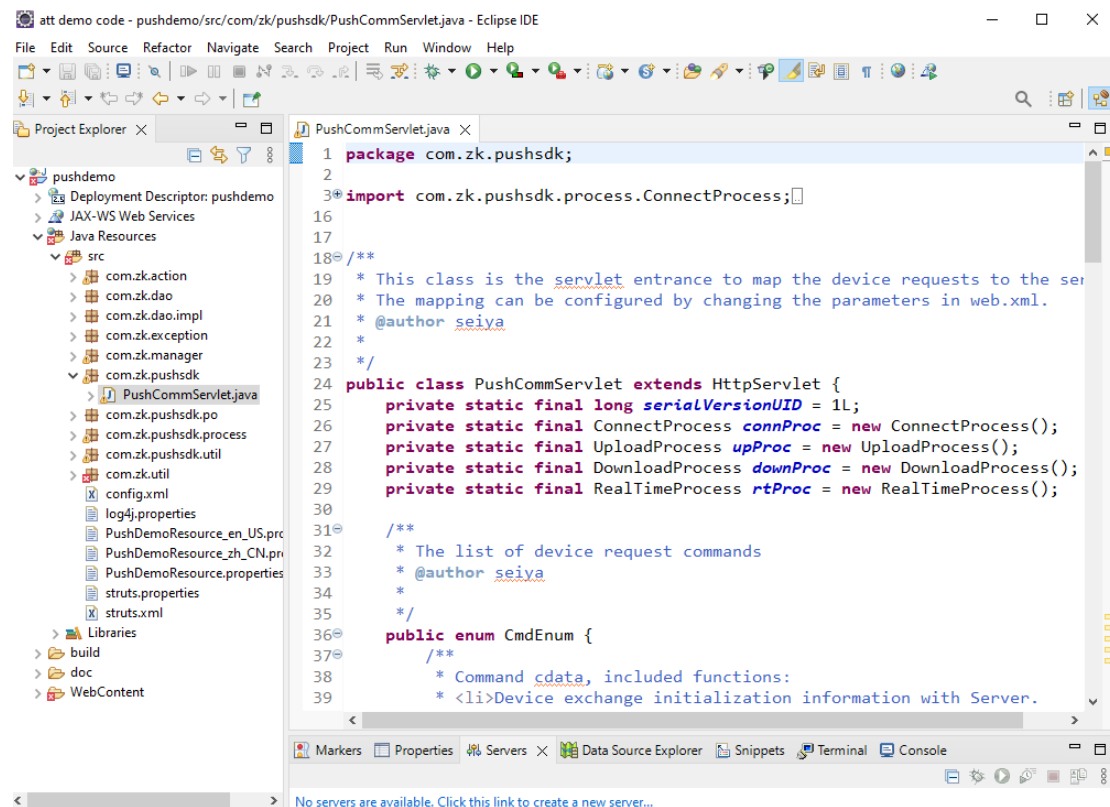 att demo code - pushdemo/src/com/zk/pushsdk/PushCommServlet.java - Eclipse IDE
File Edit Source Refactor Navigate Search Project Run Window Help
Project Explorer
pushdemo
Deployment Descriptor: pushdemo
JAX-WS Web Services
Java Resources
src
com.zk.action
com.zk.dao
com.zk.dao.impl
com.zk.exception
com.zk.manager
com.zk.pushsdk
PushCommServlet.java
com.zk.pushsdk.po
com.zk.pushsdk.process
com.zk.pushsdk.util
com.zk.util
config.xml
log4j.properties
PushDemoResource_en_US.pro
PushDemoResource_zh_CN.pro
PushDemoResource.properties
struts.properties
struts.xml
Libraries
build
doc
WebContent
PushCommServlet.java
1 package com.zk.pushsdk;
2
3 import com.zk.pushsdk.process.ConnectProcess;
16
17
18 /**
19 * This class is the servlet entrance to map the device requests to the ser
20 * The mapping can be configured by changing the parameters in web.xml.
21 * @author seiya
22 *
23 */
24 public class PushCommServlet extends HttpServlet {
25 private static final long serialVersionUID = 1L;
26 private static final ConnectProcess connProc = new ConnectProcess();
27 private static final UploadProcess upProc = new UploadProcess();
28 private static final DownloadProcess downProc = new DownloadProcess();
29 private static final RealTimeProcess rtProc = new RealTimeProcess();
30
31 /**
32 * The list of device request commands
33 * @author seiya
34 *
35 */
36 public enum CmdEnum {
37 /**
38 * Command cdata, included functions:
39 * <li>Device exchange initialization information with Server.
Markers Properties Servers Data Source Explorer Snippets Terminal Console
No servers are available. Click this link to create a new server...